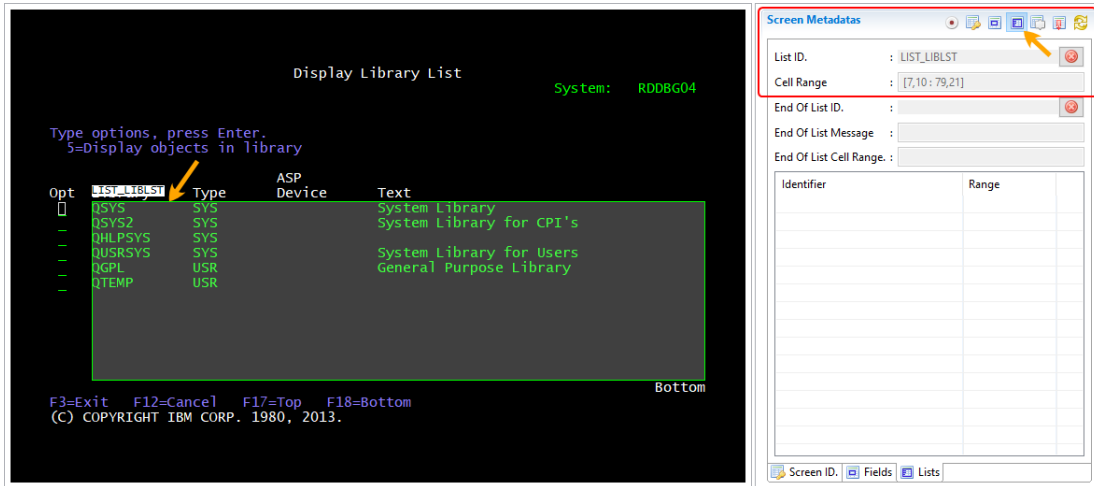 Display Library List
System: RDDBGO4
Type options, press Enter.
5=Display objects in library
ASP
Opt LIST_LIBLST Type Device Text
QSYS SYS System Library
QSYS2 SYS System Library for CPI's
QHLPSYS SYS
QUSRSYS SYS System Library for Users
QGPL USR General Purpose Library
QTEMP USR
Bottom
F3=Exit F12=Cancel F17=Top F18=Bottom
(C) COPYRIGHT IBM CORP. 1980, 2013.
Screen Metadatas
List ID. : LIST_LIBLST
Cell Range : [7,10 : 79,21]
End Of List ID. :
End Of List Message :
End Of List Cell Range. :
Identifier Range
Screen ID. Fields Lists